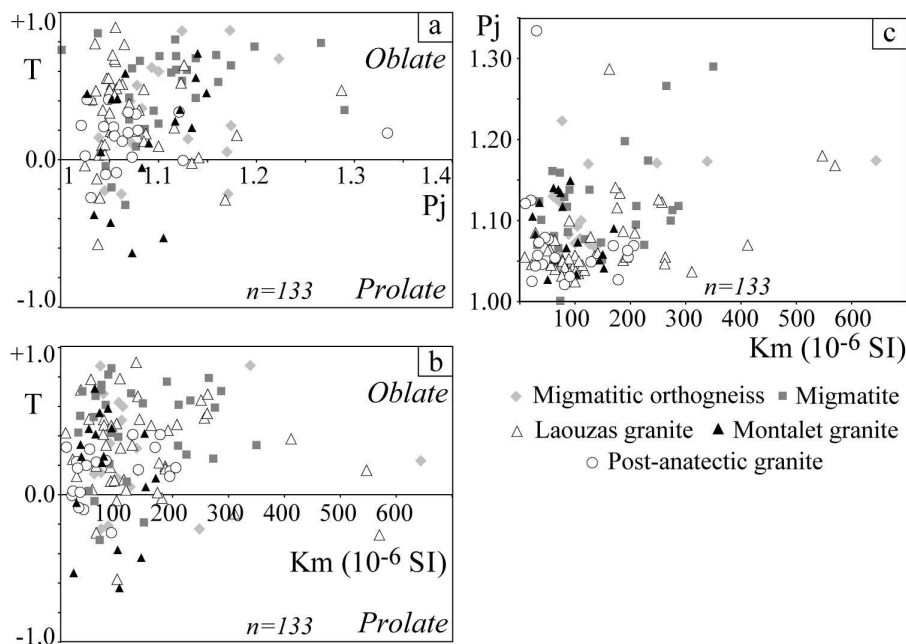 +1.0
a
T
Oblate
0.0
1
1.1
1.2
1.3
1.4
Pj
n=133
Prolate
-1.0
+1.0
b
T
Oblate
0.0
100
200
300
400
500
600
Km (10-6 SI)
n=133
Prolate
-1.0
Pj
c
1.30
1.20
1.10
1.00
n=133
100 200 300 400 500 600
Km (10-6 SI)
Migmatitic orthogneiss
Migmatite
Laouzas granite
Montalet granite
Post-anatectic granite